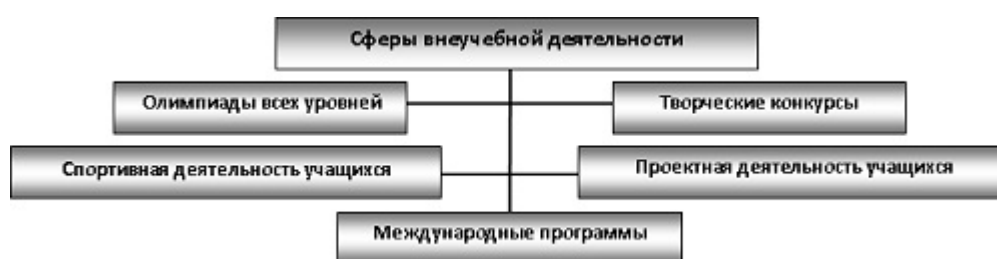 Сферы внеучебной деятельности
Олимпиады всех уровней
Творческие конкурсы
Спортивная деятельность учащихся
Проектная деятельность учащихся
Международные программы